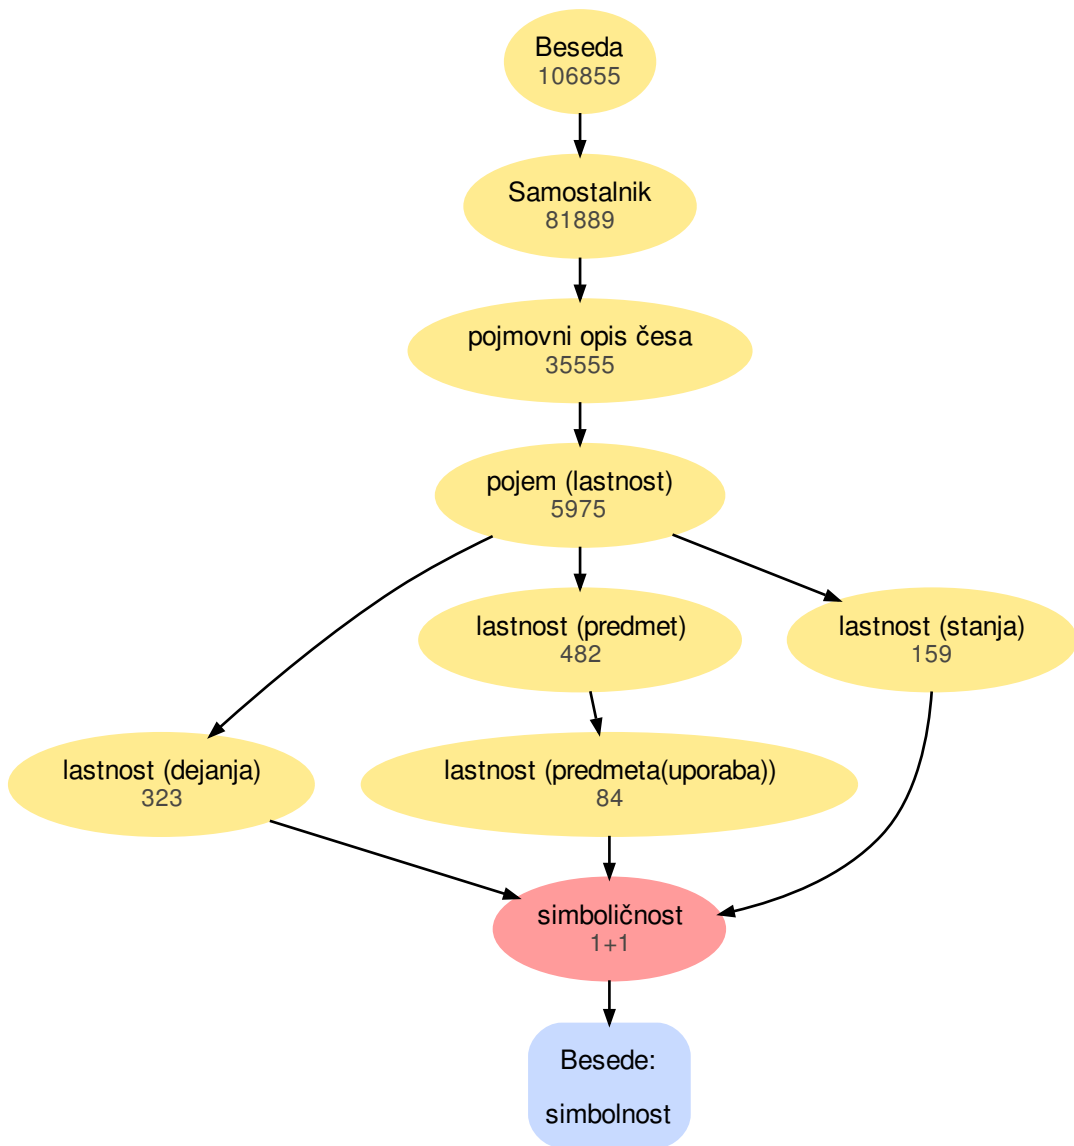 Beseda
106855
Samostalnik
81889
pojmovni opis česa
35555
pojem (lastnost)
5975
lastnost (predmet)
482
lastnost (stanja)
159
lastnost (dejanja)
323
lastnost (predmeta(uporaba))
84
simboličnost
1+1
Besede:
simbolnost